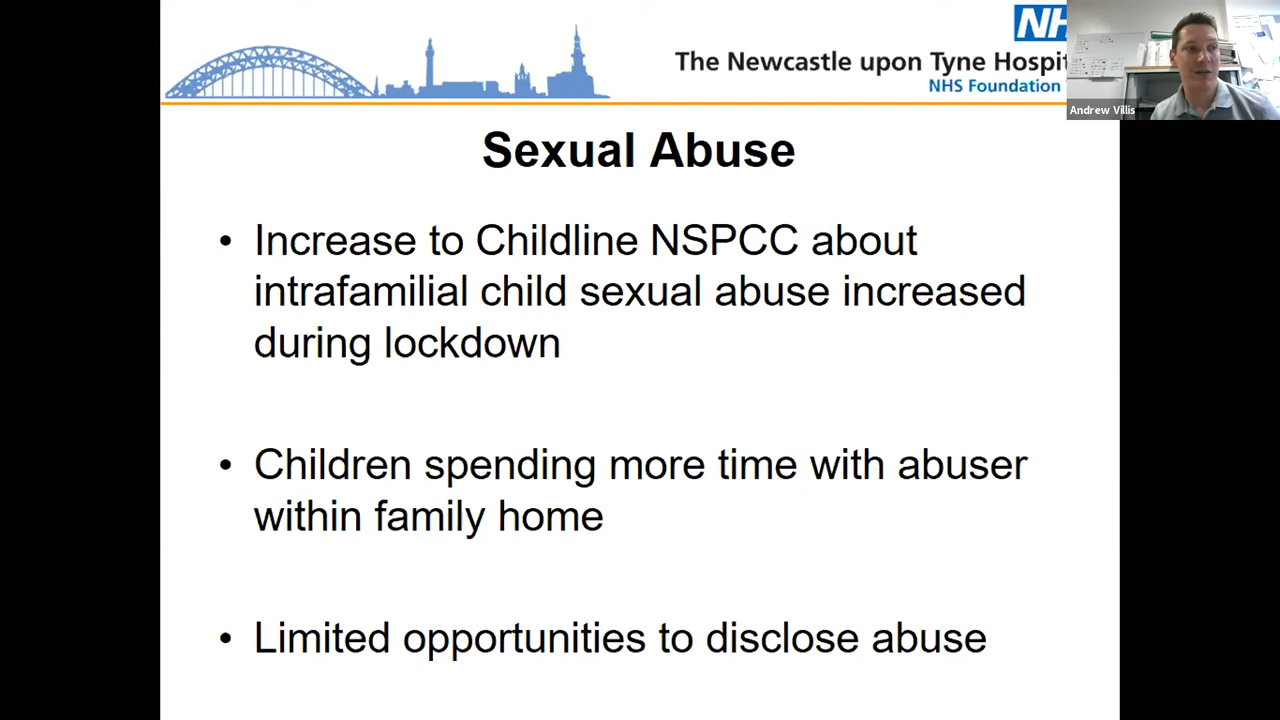 NH
The Newcastle upon Tyne Hospit
NHS Foundation
Andrew Villis
Sexual Abuse
• Increase to Childline NSPCC about
intrafamilial child sexual abuse increased
during lockdown
• Children spending more time with abuser
within family home
• Limited opportunities to disclose abuse